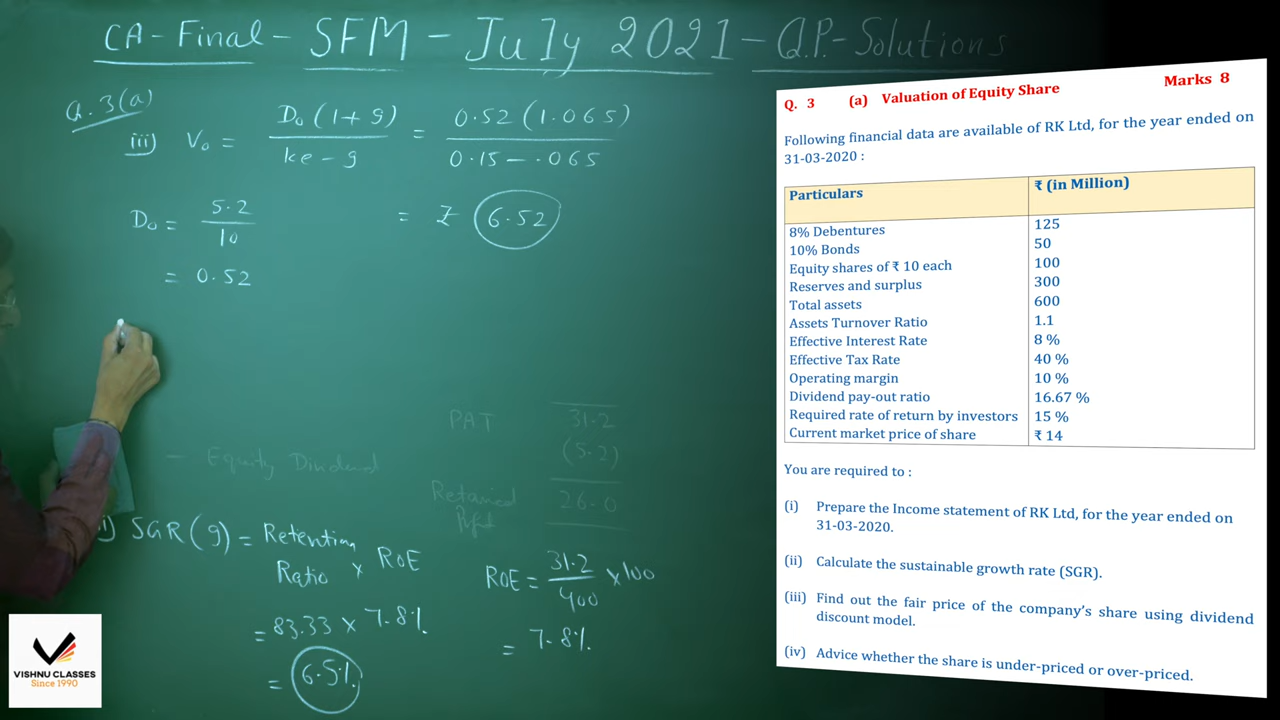 CA-Final - SFM - July 2021 - Q.P.-Solutions
Q.3(a)
iii) V₀ = D₀(1+g) / ke-g = 0.52(1.065) / 0.15-.065
= ₹ 6.52
D₀ = 5.2 / 10
= 0.52
PAT 31.2
- Equity Dividend (5.2)
Retained 26.0
SGR(g) = Retention
Ratio × ROE
= 83.33 × 7.8%
= 6.5%
ROE = 31.2 / 400 ×100
= 7.8%
VISHNU CLASSES
Since 1990
Q. 3 (a) Valuation of Equity Share Marks 8
Following financial data are available of RK Ltd, for the year ended on
31-03-2020 :
Particulars ₹ (in Million)
8% Debentures 125
10% Bonds 50
Equity shares of ₹ 10 each 100
Reserves and surplus 300
Total assets 600
Assets Turnover Ratio 1.1
Effective Interest Rate 8 %
Effective Tax Rate 40 %
Operating margin 10 %
Dividend pay-out ratio 16.67 %
Required rate of return by investors 15 %
Current market price of share ₹ 14
You are required to :
(i) Prepare the Income statement of RK Ltd, for the year ended on
31-03-2020.
(ii) Calculate the sustainable growth rate (SGR).
(iii) Find out the fair price of the company's share using dividend
discount model.
(iv) Advice whether the share is under-priced or over-priced.